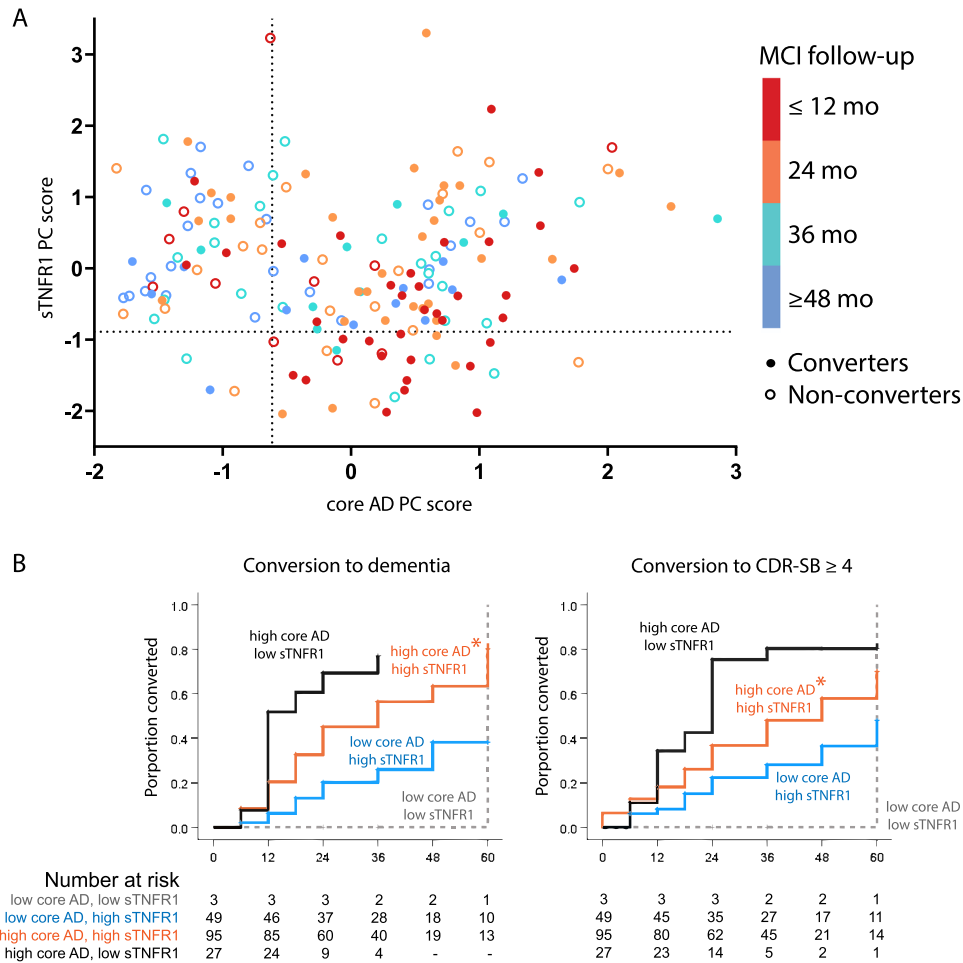 A
3
2
1
0
-1
-2
sTNFR1 PC score
-2
-1
0
1
2
3
core AD PC score
MCI follow-up
≤ 12 mo
24 mo
36 mo
≥48 mo
Converters
Non-converters
B
Conversion to dementia
Porportion converted
1.0
0.8
0.6
0.4
0.2
0.0
high core AD
low sTNFR1
high core AD*
high sTNFR1
low core AD
high sTNFR1
low core AD
low sTNFR1
0 12 24 36 48 60
Conversion to CDR-SB ≥ 4
Porportion converted
1.0
0.8
0.6
0.4
0.2
0.0
high core AD
low sTNFR1
high core AD*
high sTNFR1
low core AD
high sTNFR1
low core AD
low sTNFR1
0 12 24 36 48 60
Number at risk
low core AD, low sTNFR1 3 3 3 2 2 1 3 3 3 2 2 1
low core AD, high sTNFR1 49 46 37 28 18 10 49 45 35 27 17 11
high core AD, high sTNFR1 95 85 60 40 19 13 95 80 62 45 21 14
high core AD, low sTNFR1 27 24 9 4 - - 27 23 14 5 2 1